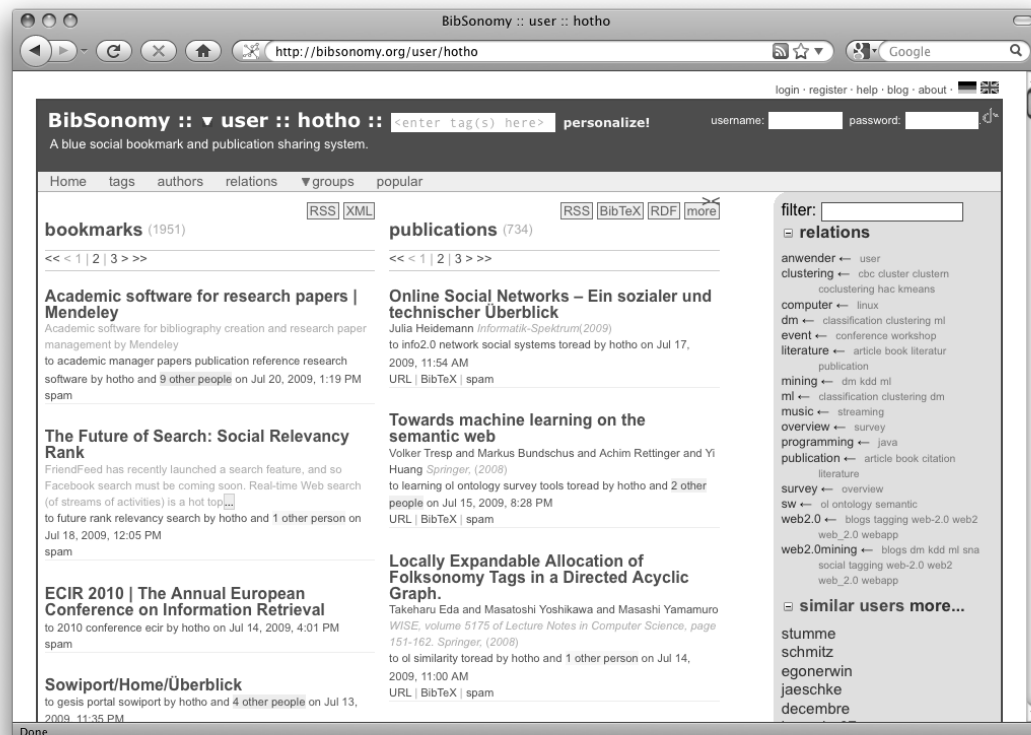 BibSonomy :: user :: hotho
http://bibsonomy.org/user/hotho
Google
login · register · help · blog · about ·
BibSonomy :: ▼ user :: hotho :: <enter tag(s) here> personalize!
username: password:
A blue social bookmark and publication sharing system.
Home tags authors relations ▼groups popular
RSS XML
bookmarks (1951)
<< < 1 | 2 | 3 > >>
Academic software for research papers |
Mendeley
Academic software for bibliography creation and research paper
management by Mendeley
to academic manager papers publication reference research
software by hotho and 9 other people on Jul 20, 2009, 1:19 PM
spam
The Future of Search: Social Relevancy
Rank
FriendFeed has recently launched a search feature, and so
Facebook search must be coming soon. Real-time Web search
(of streams of activities) is a hot top...
to future rank relevancy search by hotho and 1 other person on
Jul 18, 2009, 12:05 PM
spam
ECIR 2010 | The Annual European
Conference on Information Retrieval
to 2010 conference ecir by hotho on Jul 14, 2009, 4:01 PM
spam
Sowiport/Home/Überblick
to gesis portal sowiport by hotho and 4 other people on Jul 13,
2009, 11:35 PM
RSS BibTeX RDF more
publications (734)
<< < 1 | 2 | 3 > >>
Online Social Networks – Ein sozialer und
technischer Überblick
Julia Heidemann Informatik-Spektrum(2009)
to info2.0 network social systems toread by hotho on Jul 17,
2009, 11:54 AM
URL | BibTeX | spam
Towards machine learning on the
semantic web
Volker Tresp and Markus Bundschus and Achim Rettinger and Yi
Huang Springer, (2008)
to learning ol ontology survey tools toread by hotho and 2 other
people on Jul 15, 2009, 8:28 PM
URL | BibTeX | spam
Locally Expandable Allocation of
Folksonomy Tags in a Directed Acyclic
Graph.
Takeharu Eda and Masatoshi Yoshikawa and Masashi Yamamuro
WISE, volume 5175 of Lecture Notes in Computer Science, page
151-162. Springer, (2008)
to ol similarity toread by hotho and 1 other person on Jul 14,
2009, 11:00 AM
URL | BibTeX | spam
filter:
relations
anwender ← user
clustering ← cbc cluster clustern
coclustering hac kmeans
computer ← linux
dm ← classification clustering ml
event ← conference workshop
literature ← article book literatur
publication
mining ← dm kdd ml
ml ← classification clustering dm
music ← streaming
overview ← survey
programming ← java
publication ← article book citation
literature
survey ← overview
sw ← ol ontology semantic
web2.0 ← blogs tagging web-2.0 web2
web_2.0 webapp
web2.0mining ← blogs dm kdd ml sna
social tagging web-2.0 web2
web_2.0 webapp
similar users more...
stumme
schmitz
egonerwin
jaeschke
decembre
Done